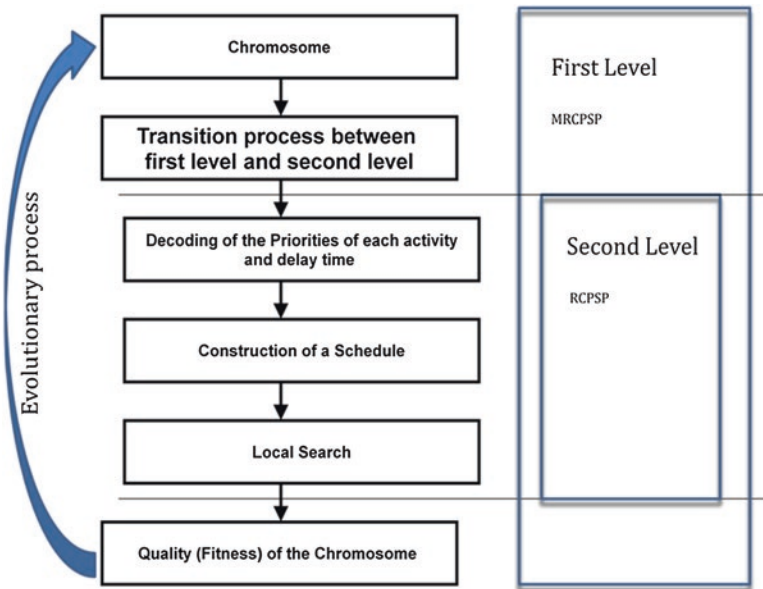 Chromosome
Transition process between
first level and second level
Decoding of the Priorities of each activity
and delay time
Construction of a Schedule
Local Search
Quality (Fitness) of the Chromosome
Evolutionary process
First Level
MRCPSP
Second Level
RCPSP